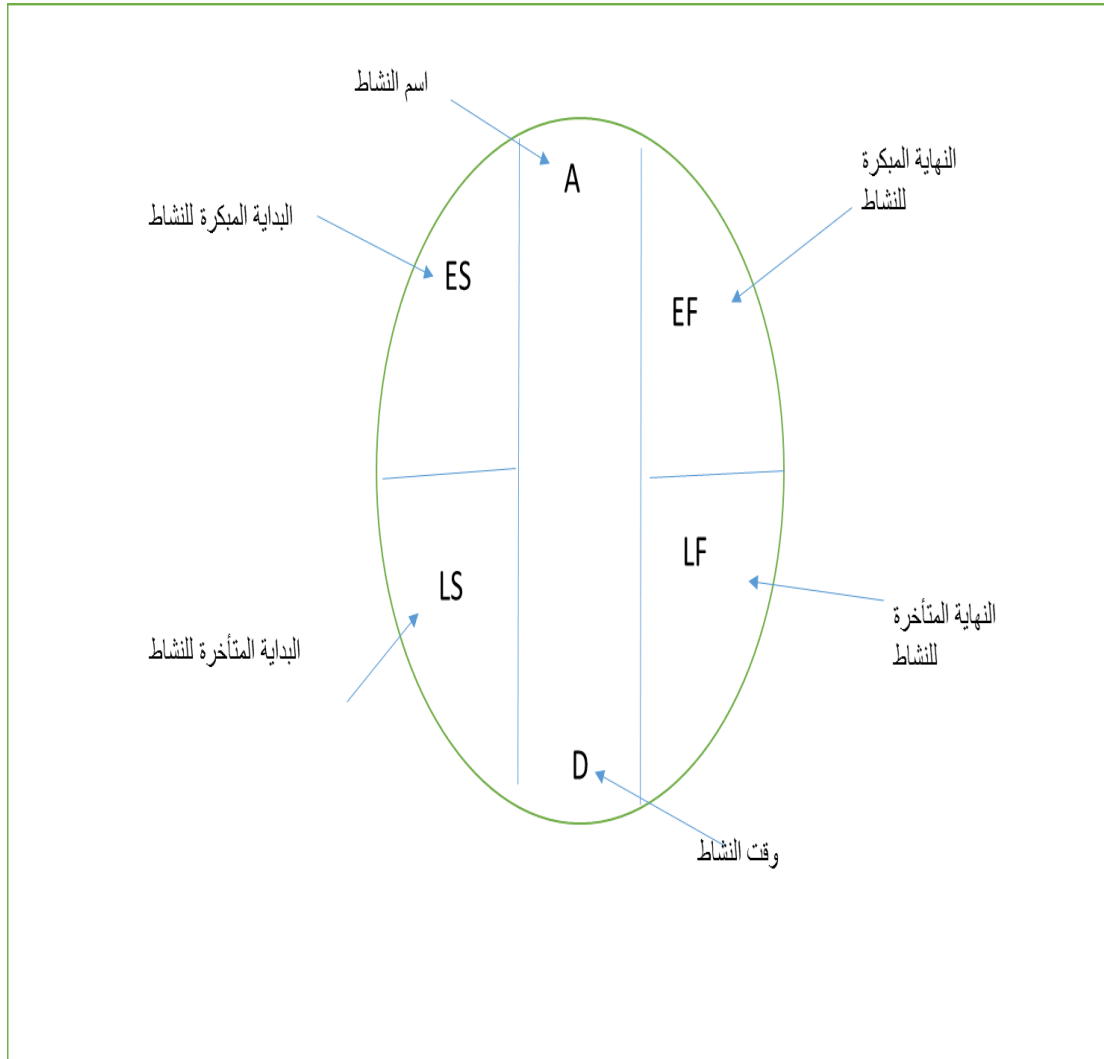 اسم النشاط
A
النهاية المبكرة
للنشاط
البداية المبكرة للنشاط
ES
EF
LF
LS
النهاية المتأخرة
للنشاط
البداية المتأخرة للنشاط
D
وقت النشاط